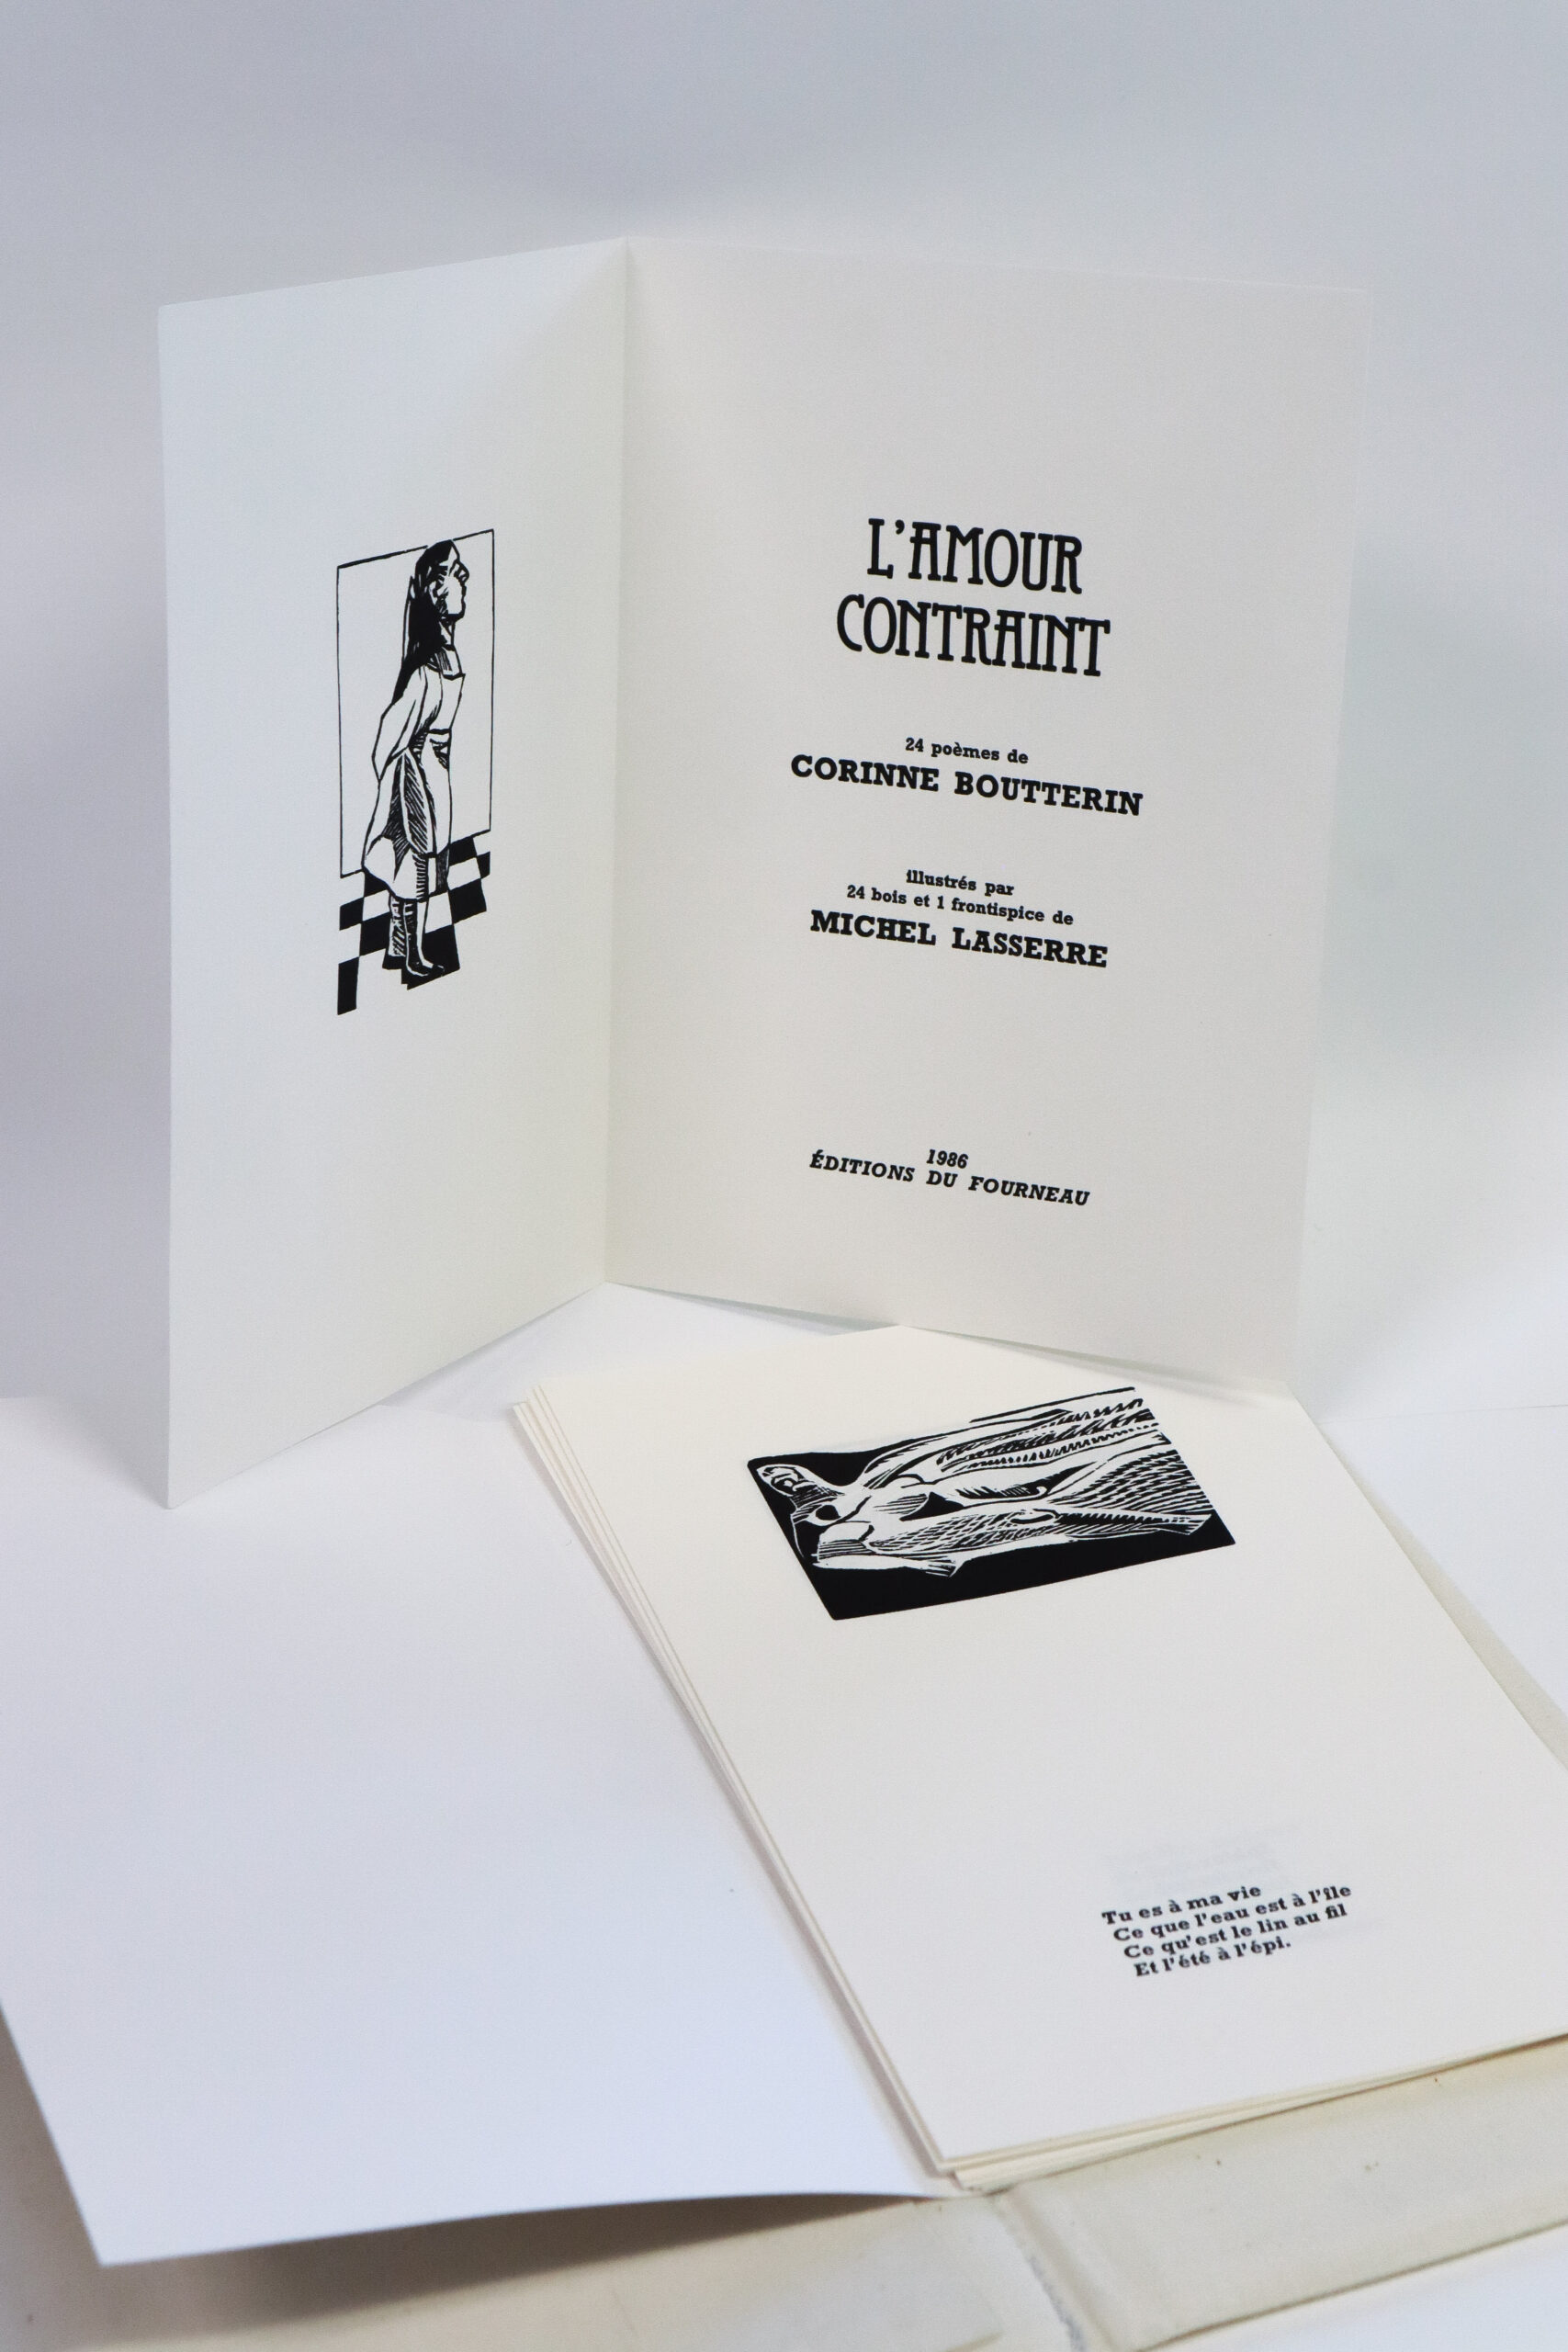 L'AMOUR
CONTRAINT
24 poèmes de
CORINNE BOUTTERIN
illustrés par
24 bois et 1 frontispice de
MICHEL LASSERRE
1986
ÉDITIONS DU FOURNEAU
Tu es à ma vie
Ce que l'eau est à l'île
Ce qu'est le lin au fil
Et l'été à l'épi.